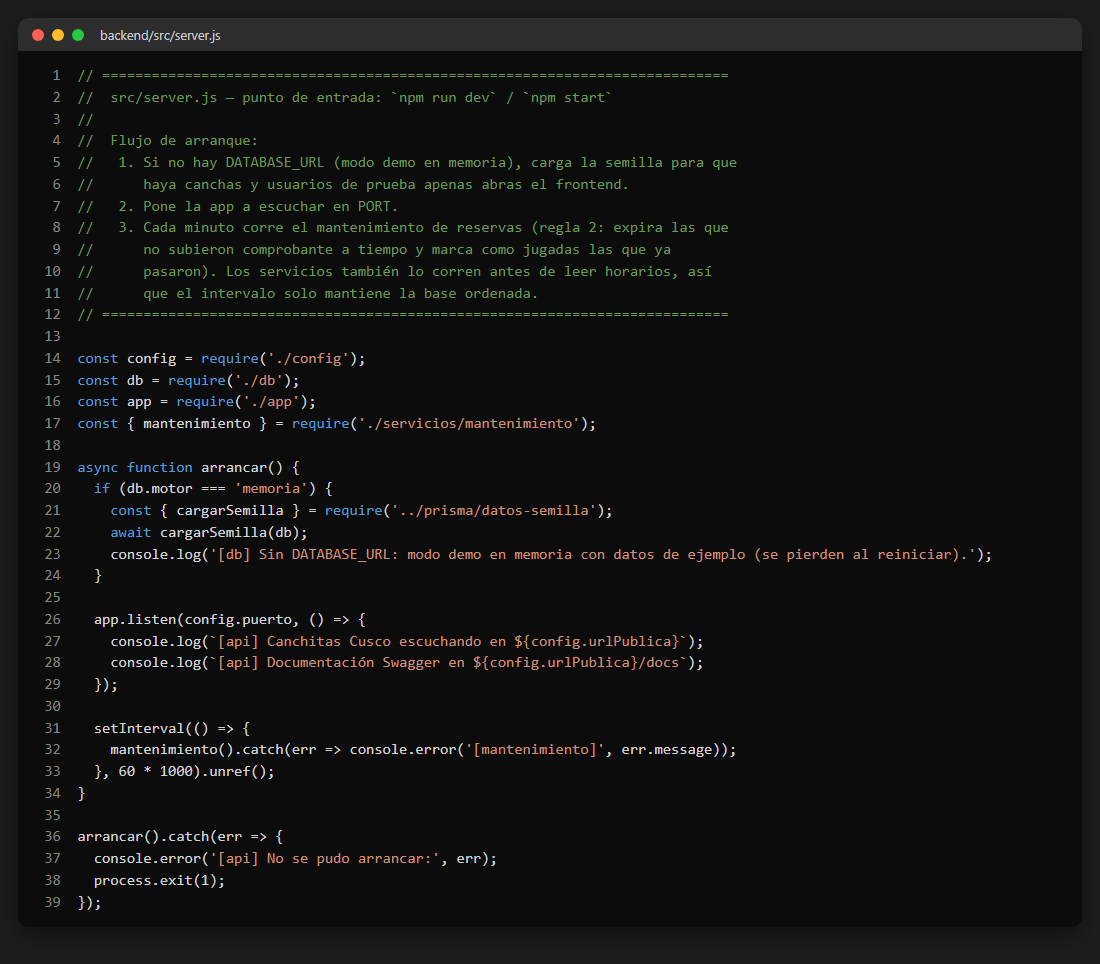 backend/src/server.js
1 // ============================================================================
2 //  src/server.js — punto de entrada: `npm run dev` / `npm start`
3 //
4 //  Flujo de arranque:
5 //   1. Si no hay DATABASE_URL (modo demo en memoria), carga la semilla para que
6 //      haya canchas y usuarios de prueba apenas abras el frontend.
7 //   2. Pone la app a escuchar en PORT.
8 //   3. Cada minuto corre el mantenimiento de reservas (regla 2: expira las que
9 //      no subieron comprobante a tiempo y marca como jugadas las que ya
10 //      pasaron). Los servicios también lo corren antes de leer horarios, así
11 //      que el intervalo solo mantiene la base ordenada.
12 // ============================================================================
13
14 const config = require('./config');
15 const db = require('./db');
16 const app = require('./app');
17 const { mantenimiento } = require('./servicios/mantenimiento');
18
19 async function arrancar() {
20   if (db.motor === 'memoria') {
21     const { cargarSemilla } = require('../prisma/datos-semilla');
22     await cargarSemilla(db);
23     console.log('[db] Sin DATABASE_URL: modo demo en memoria con datos de ejemplo (se pierden al reiniciar).');
24   }
25
26   app.listen(config.puerto, () => {
27     console.log(`[api] Canchitas Cusco escuchando en ${config.urlPublica}`);
28     console.log(`[api] Documentación Swagger en ${config.urlPublica}/docs`);
29   });
30
31   setInterval(() => {
32     mantenimiento().catch(err => console.error('[mantenimiento]', err.message));
33   }, 60 * 1000).unref();
34 }
35
36 arrancar().catch(err => {
37   console.error('[api] No se pudo arrancar:', err);
38   process.exit(1);
39 });